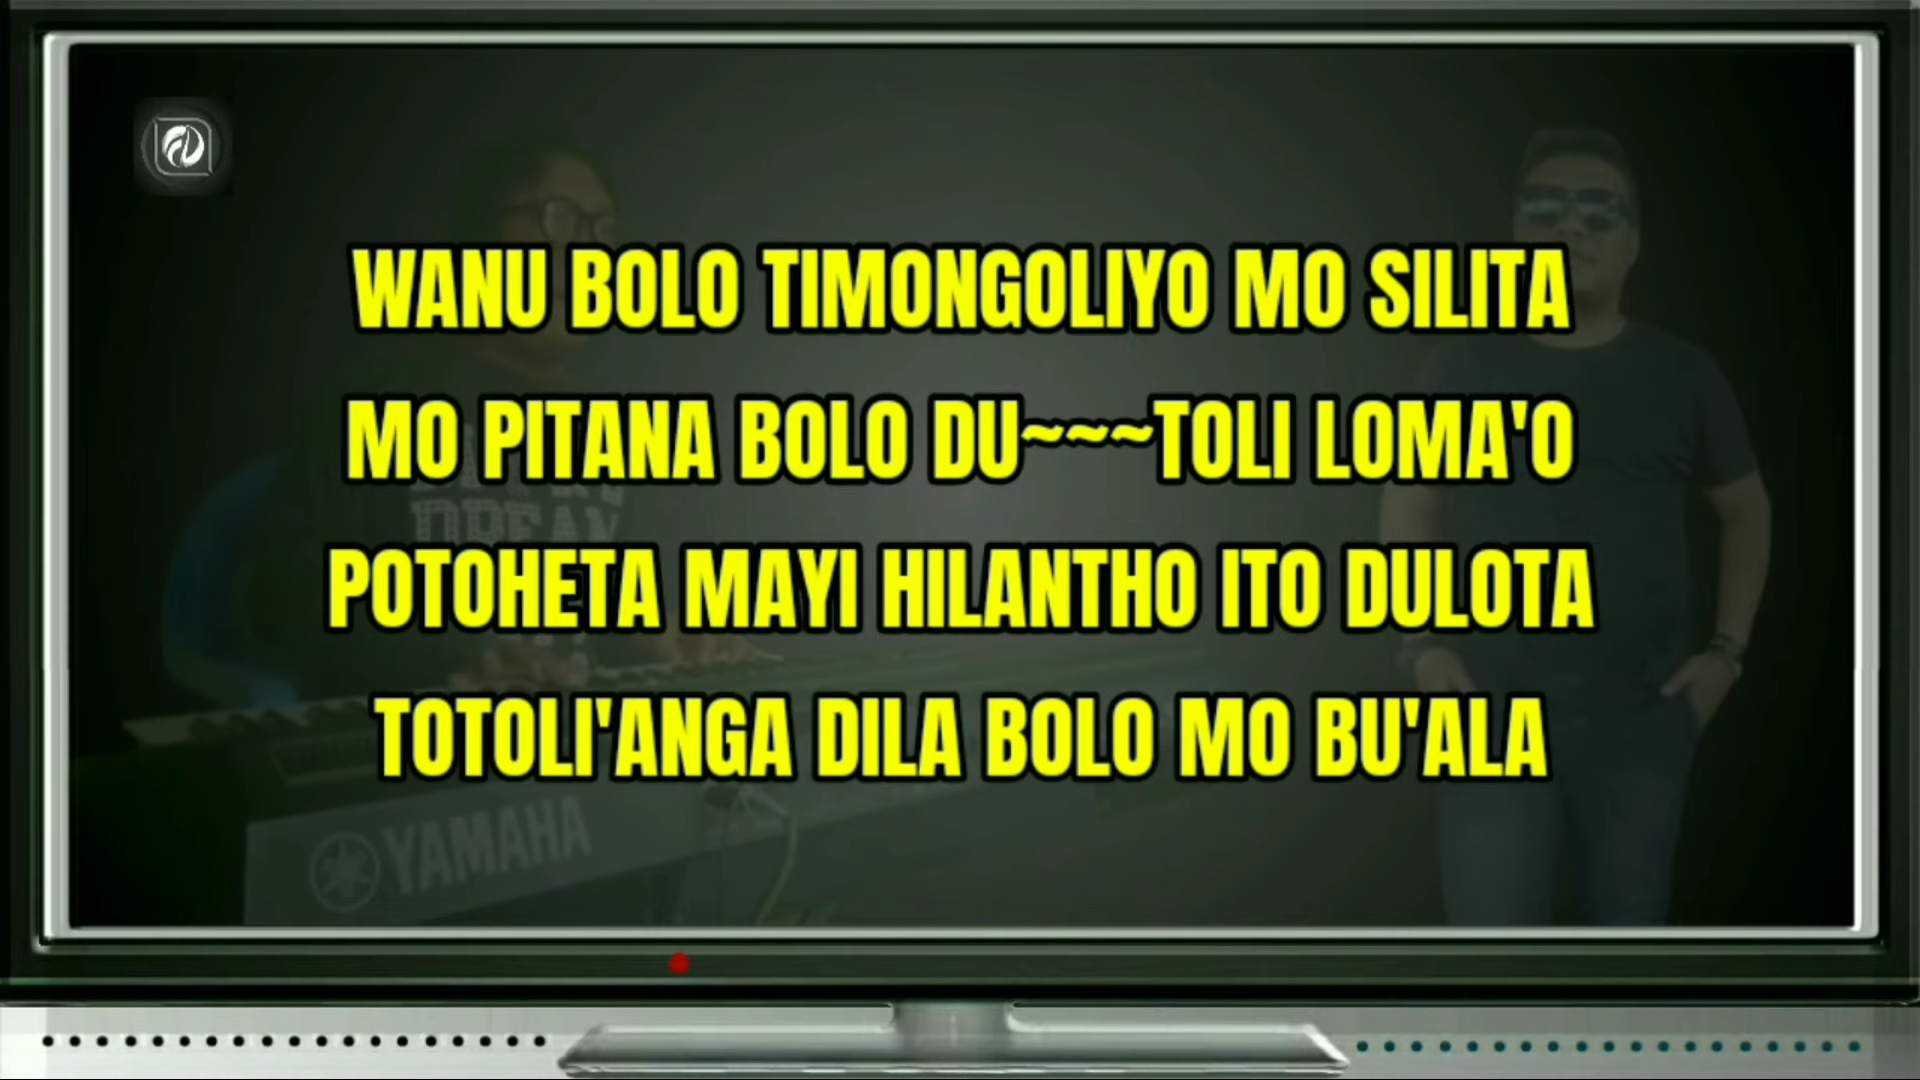 WANU BOLO TIMONGOLIYO MO SILITA
MO PITANA BOLO DU~~~TOLI LOMA'O
POTOHETA MAYI HILANTHO ITO DULOTA
TOTOLI'ANGA DILA BOLO MO BU'ALA
YAMAHA